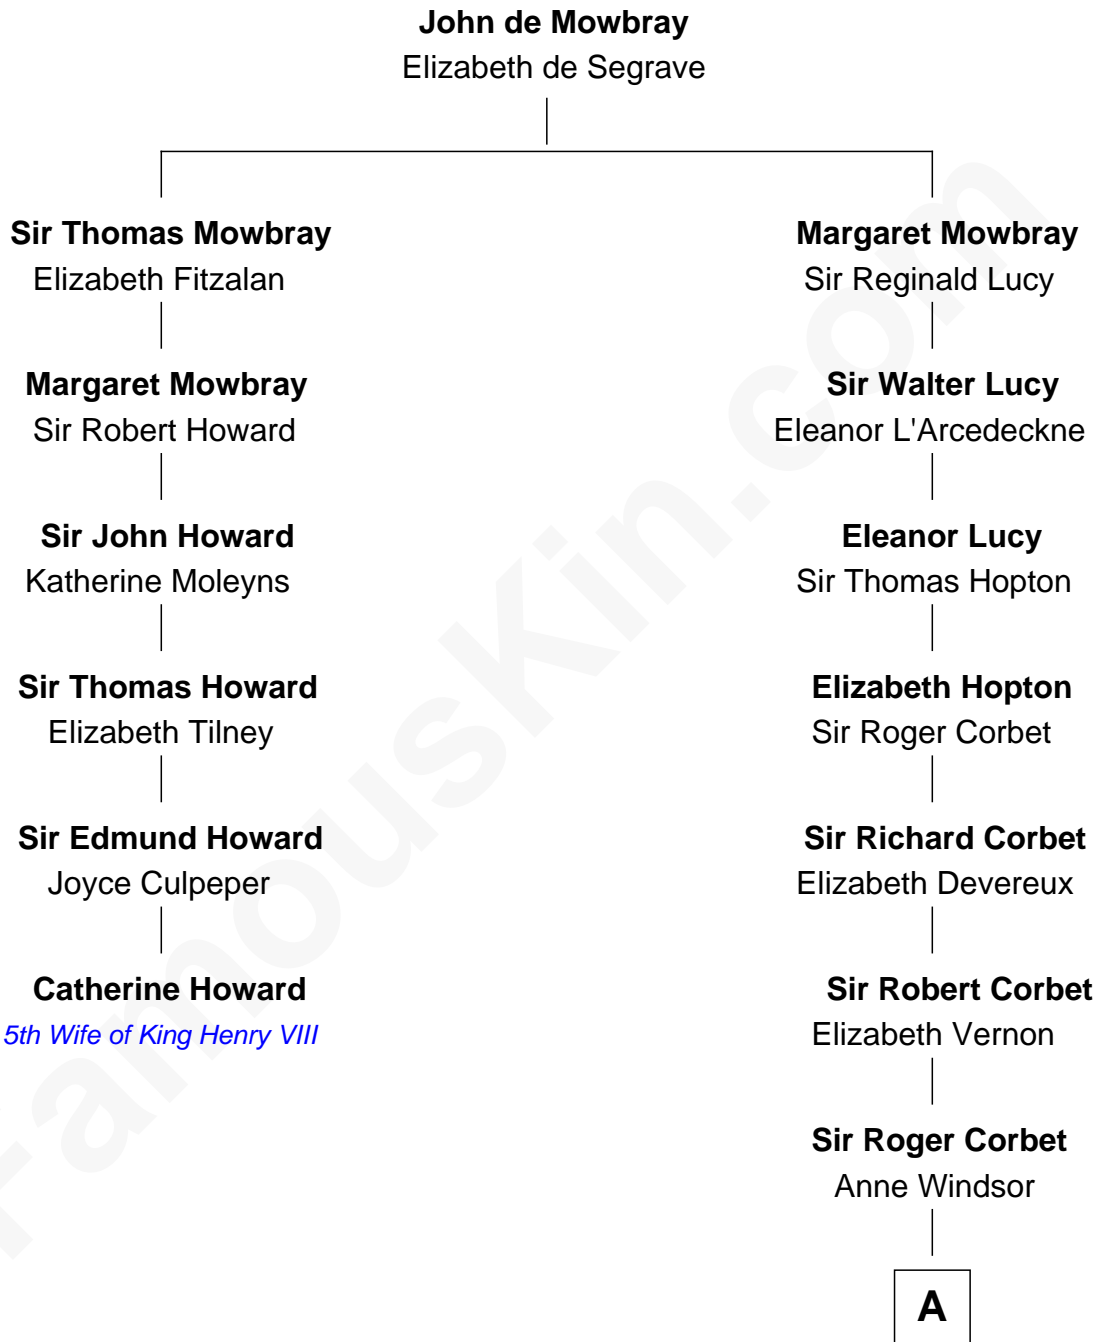 John de Mowbray
Elizabeth de Segrave
Sir Thomas Mowbray
Elizabeth Fitzalan
Margaret Mowbray
Sir Robert Howard
Sir John Howard
Katherine Moleyns
Sir Thomas Howard
Elizabeth Tilney
Sir Edmund Howard
Joyce Culpeper
Catherine Howard
5th Wife of King Henry VIII
Margaret Mowbray
Sir Reginald Lucy
Sir Walter Lucy
Eleanor L'Arcedeckne
Eleanor Lucy
Sir Thomas Hopton
Elizabeth Hopton
Sir Roger Corbet
Sir Richard Corbet
Elizabeth Devereux
Sir Robert Corbet
Elizabeth Vernon
Sir Roger Corbet
Anne Windsor
A
FamousKin.com